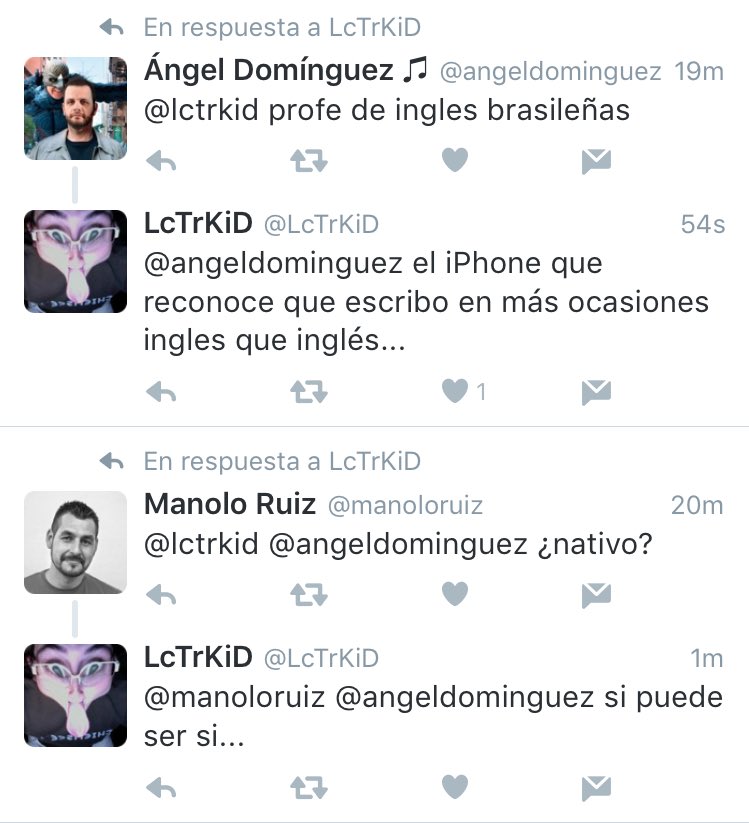 En respuesta a LcTrKiD
Ángel Domínguez 🎵 @angeldominguez 19m
@lctrkid profe de ingles brasileñas
LcTrKiD @LcTrKiD 54s
@angeldominguez el iPhone que
reconoce que escribo en más ocasiones
ingles que inglés...
1
En respuesta a LcTrKiD
Manolo Ruiz @manoloruiz 20m
@lctrkid @angeldominguez ¿nativo?
LcTrKiD @LcTrKiD 1m
@manoloruiz @angeldominguez si puede
ser si...